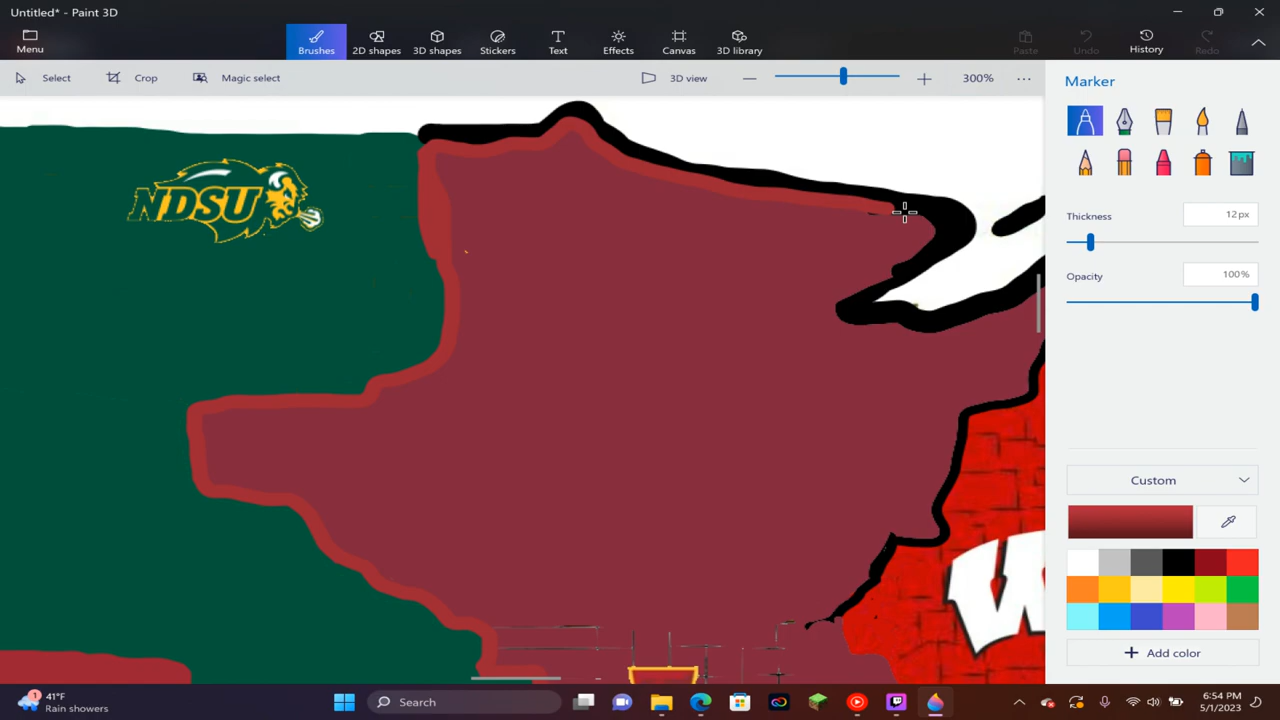 Untitled* - Paint 3D
Menu
Brushes
2D shapes
3D shapes
Stickers
Text
Effects
Canvas
3D library
Paste
Undo
History
Redo
Select
Crop
Magic select
3D view
300%
Marker
Thickness
12px
Opacity
100%
Custom
Add color
NDSU
W
1
41°F
Rain showers
Search
6:54 PM
5/1/2023